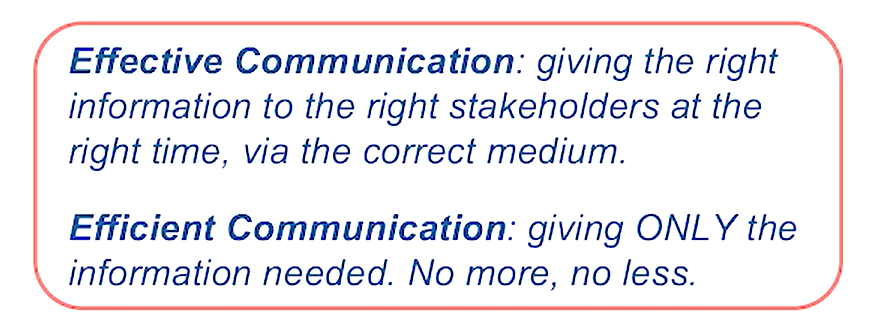 Effective Communication: giving the right
information to the right stakeholders at the
right time, via the correct medium.
Efficient Communication: giving ONLY the
information needed. No more, no less.